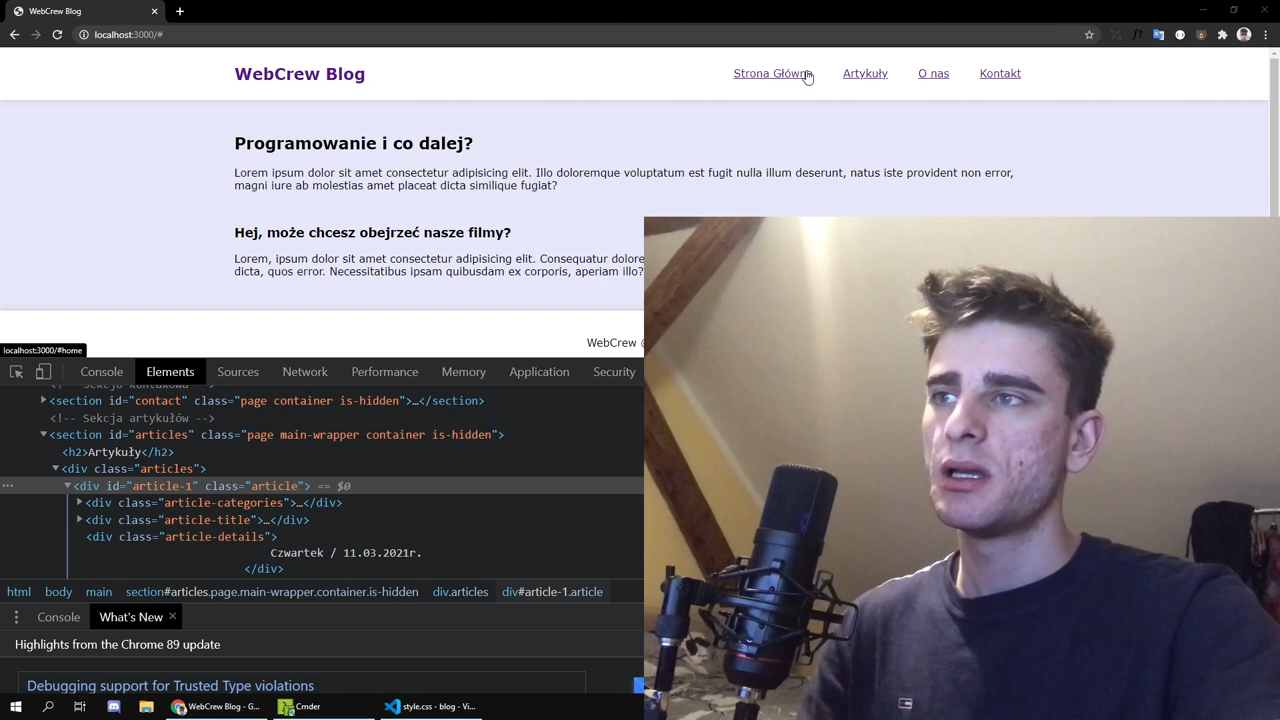 WebCrew Blog
localhost:3000/#
WebCrew Blog
Strona Główna Artykuły O nas Kontakt
Programowanie i co dalej?
Lorem ipsum dolor sit amet consectetur adipisicing elit. Illo doloremque voluptatum est fugit nulla illum deserunt, natus iste provident non error,
magni iure ab molestias amet placeat dicta similique fugiat?
Hej, może chcesz obejrzeć nasze filmy?
Lorem, ipsum dolor sit amet consectetur adipisicing elit. Consequatur dolore
dicta, quos error. Necessitatibus ipsam quibusdam ex corporis, aperiam illo?
WebCrew
localhost:3000/#home
Console Elements Sources Network Performance Memory Application Security
<!-- Sekcja kontaktowa -->
<section id="contact" class="page container is-hidden">…</section>
<!-- Sekcja artykułów -->
<section id="articles" class="page main-wrapper container is-hidden">
<h2>Artykuły</h2>
<div class="articles">
<div id="article-1" class="article"> == $0
<div class="article-categories">…</div>
<div class="article-title">…</div>
<div class="article-details">
Czwartek / 11.03.2021r.
</div>
html body main section#articles.page.main-wrapper.container.is-hidden div.articles div#article-1.article
Console What's New
Highlights from the Chrome 89 update
Debugging support for Trusted Type violations
WebCrew Blog - G... Cmder style.css - blog - Vi...